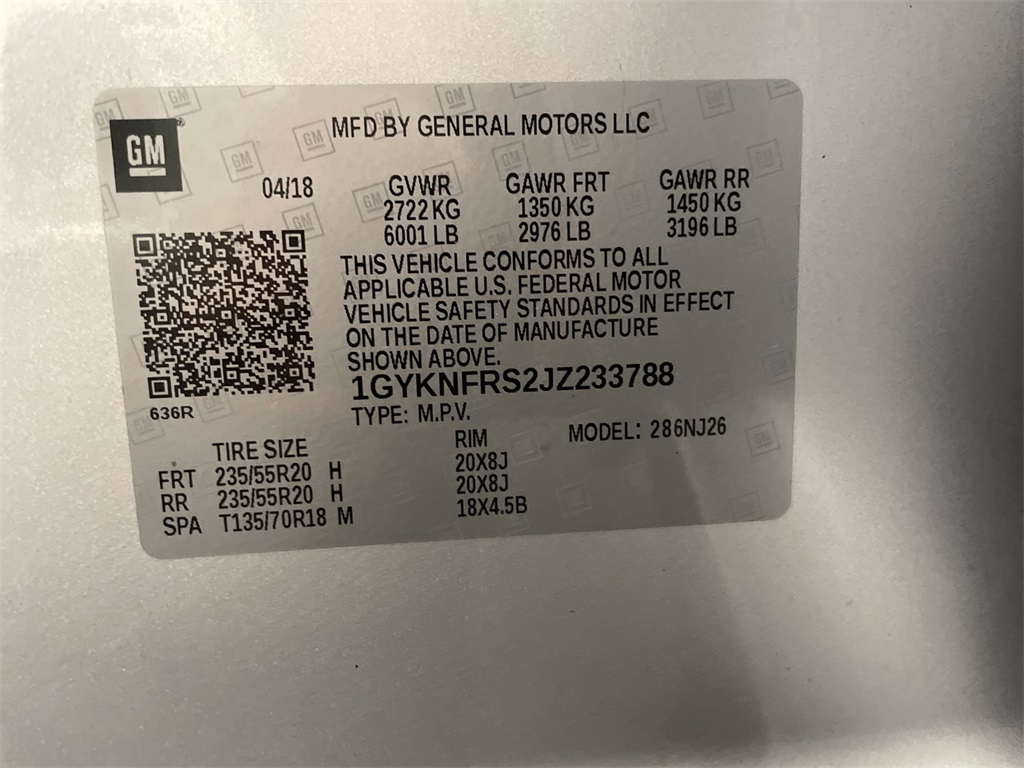 GM
MFD BY GENERAL MOTORS LLC
04/18 GVWR GAWR FRT GAWR RR
2722 KG 1350 KG 1450 KG
6001 LB 2976 LB 3196 LB
THIS VEHICLE CONFORMS TO ALL
APPLICABLE U.S. FEDERAL MOTOR
VEHICLE SAFETY STANDARDS IN EFFECT
ON THE DATE OF MANUFACTURE
SHOWN ABOVE.
1GYKNFRS2JZ233788
636R
TYPE: M.P.V.
MODEL: 286NJ26
TIRE SIZE RIM
FRT 235/55R20 H 20X8J
RR 235/55R20 H 20X8J
SPA T135/70R18 M 18X4.5B